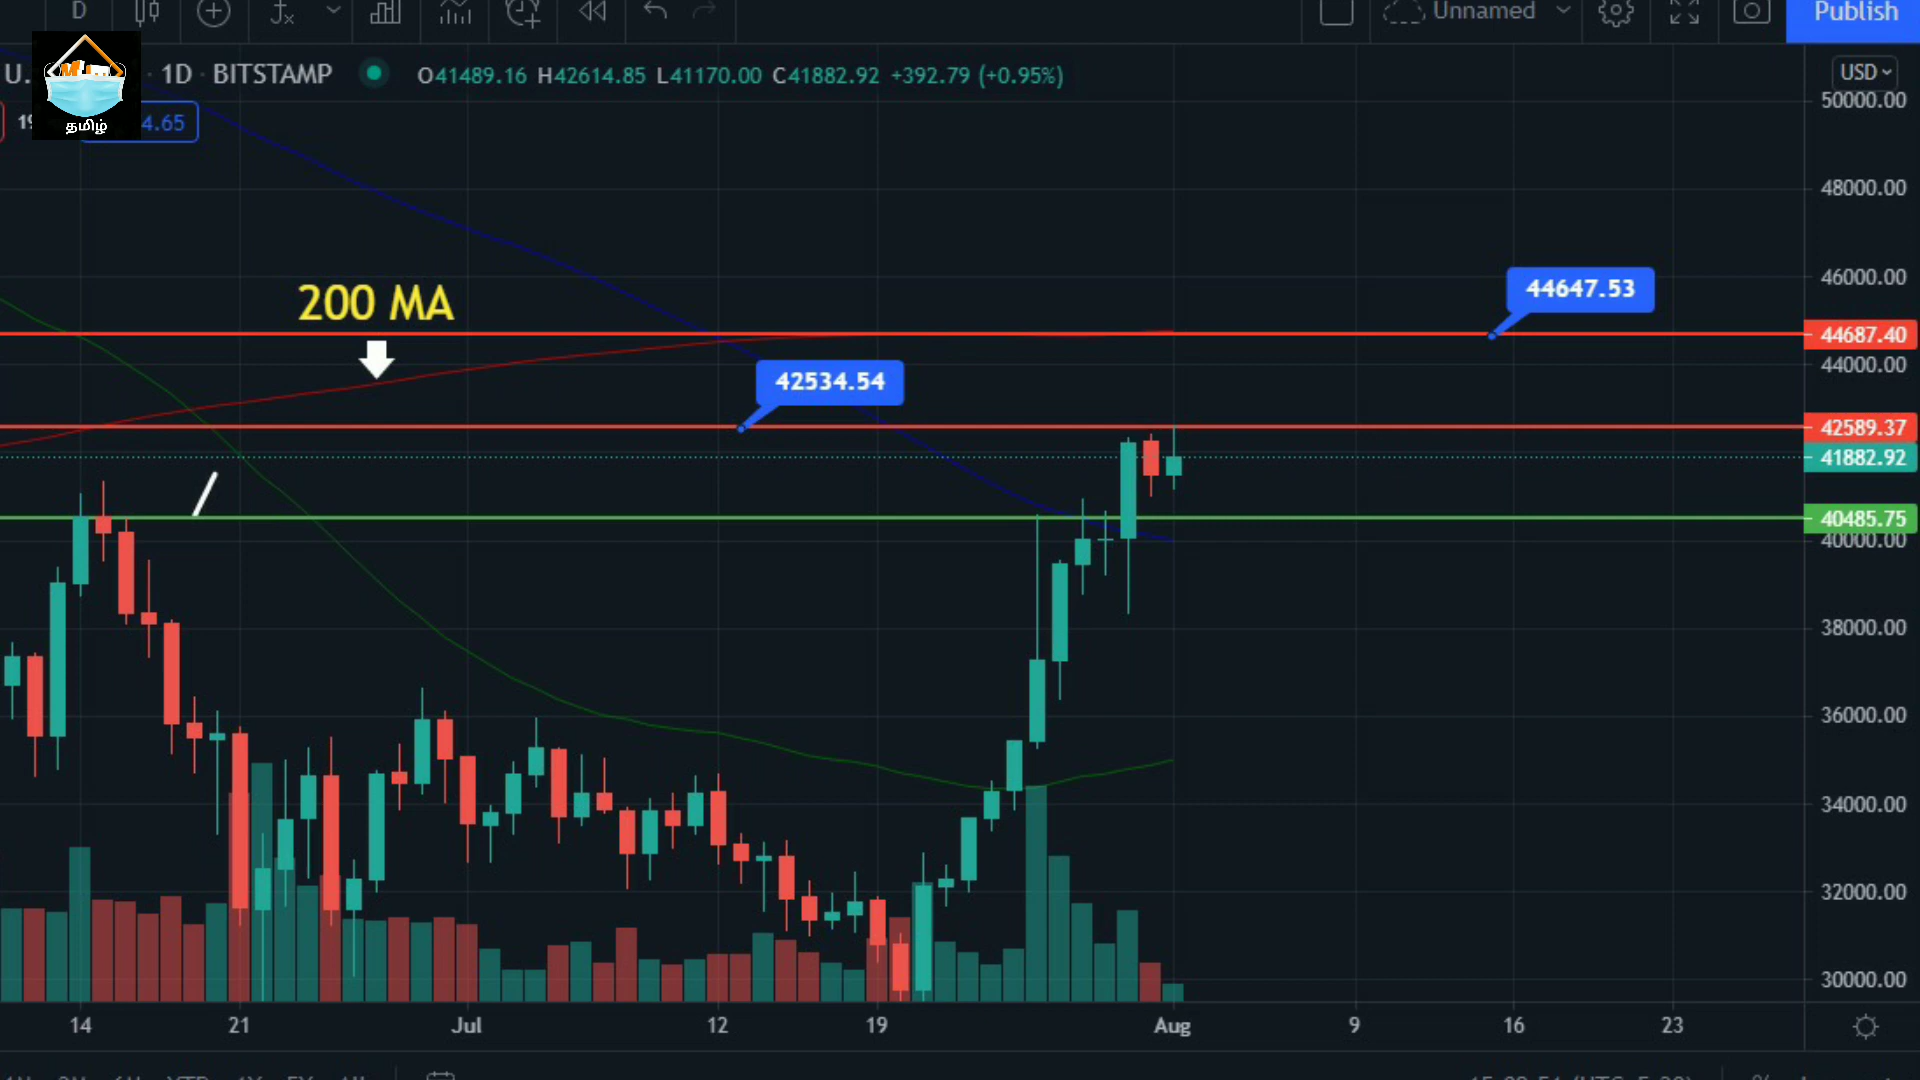 D
Unnamed
Publish
U.
1D · BITSTAMP
O41489.16 H42614.85 L41170.00 C41882.92 +392.79 (+0.95%)
USD
தமிழ்
4.65
50000.00
48000.00
46000.00
44687.40
44000.00
42589.37
41882.92
40485.75
40000.00
38000.00
36000.00
34000.00
32000.00
30000.00
200 MA
44647.53
42534.54
14
21
Jul
12
19
Aug
9
16
23